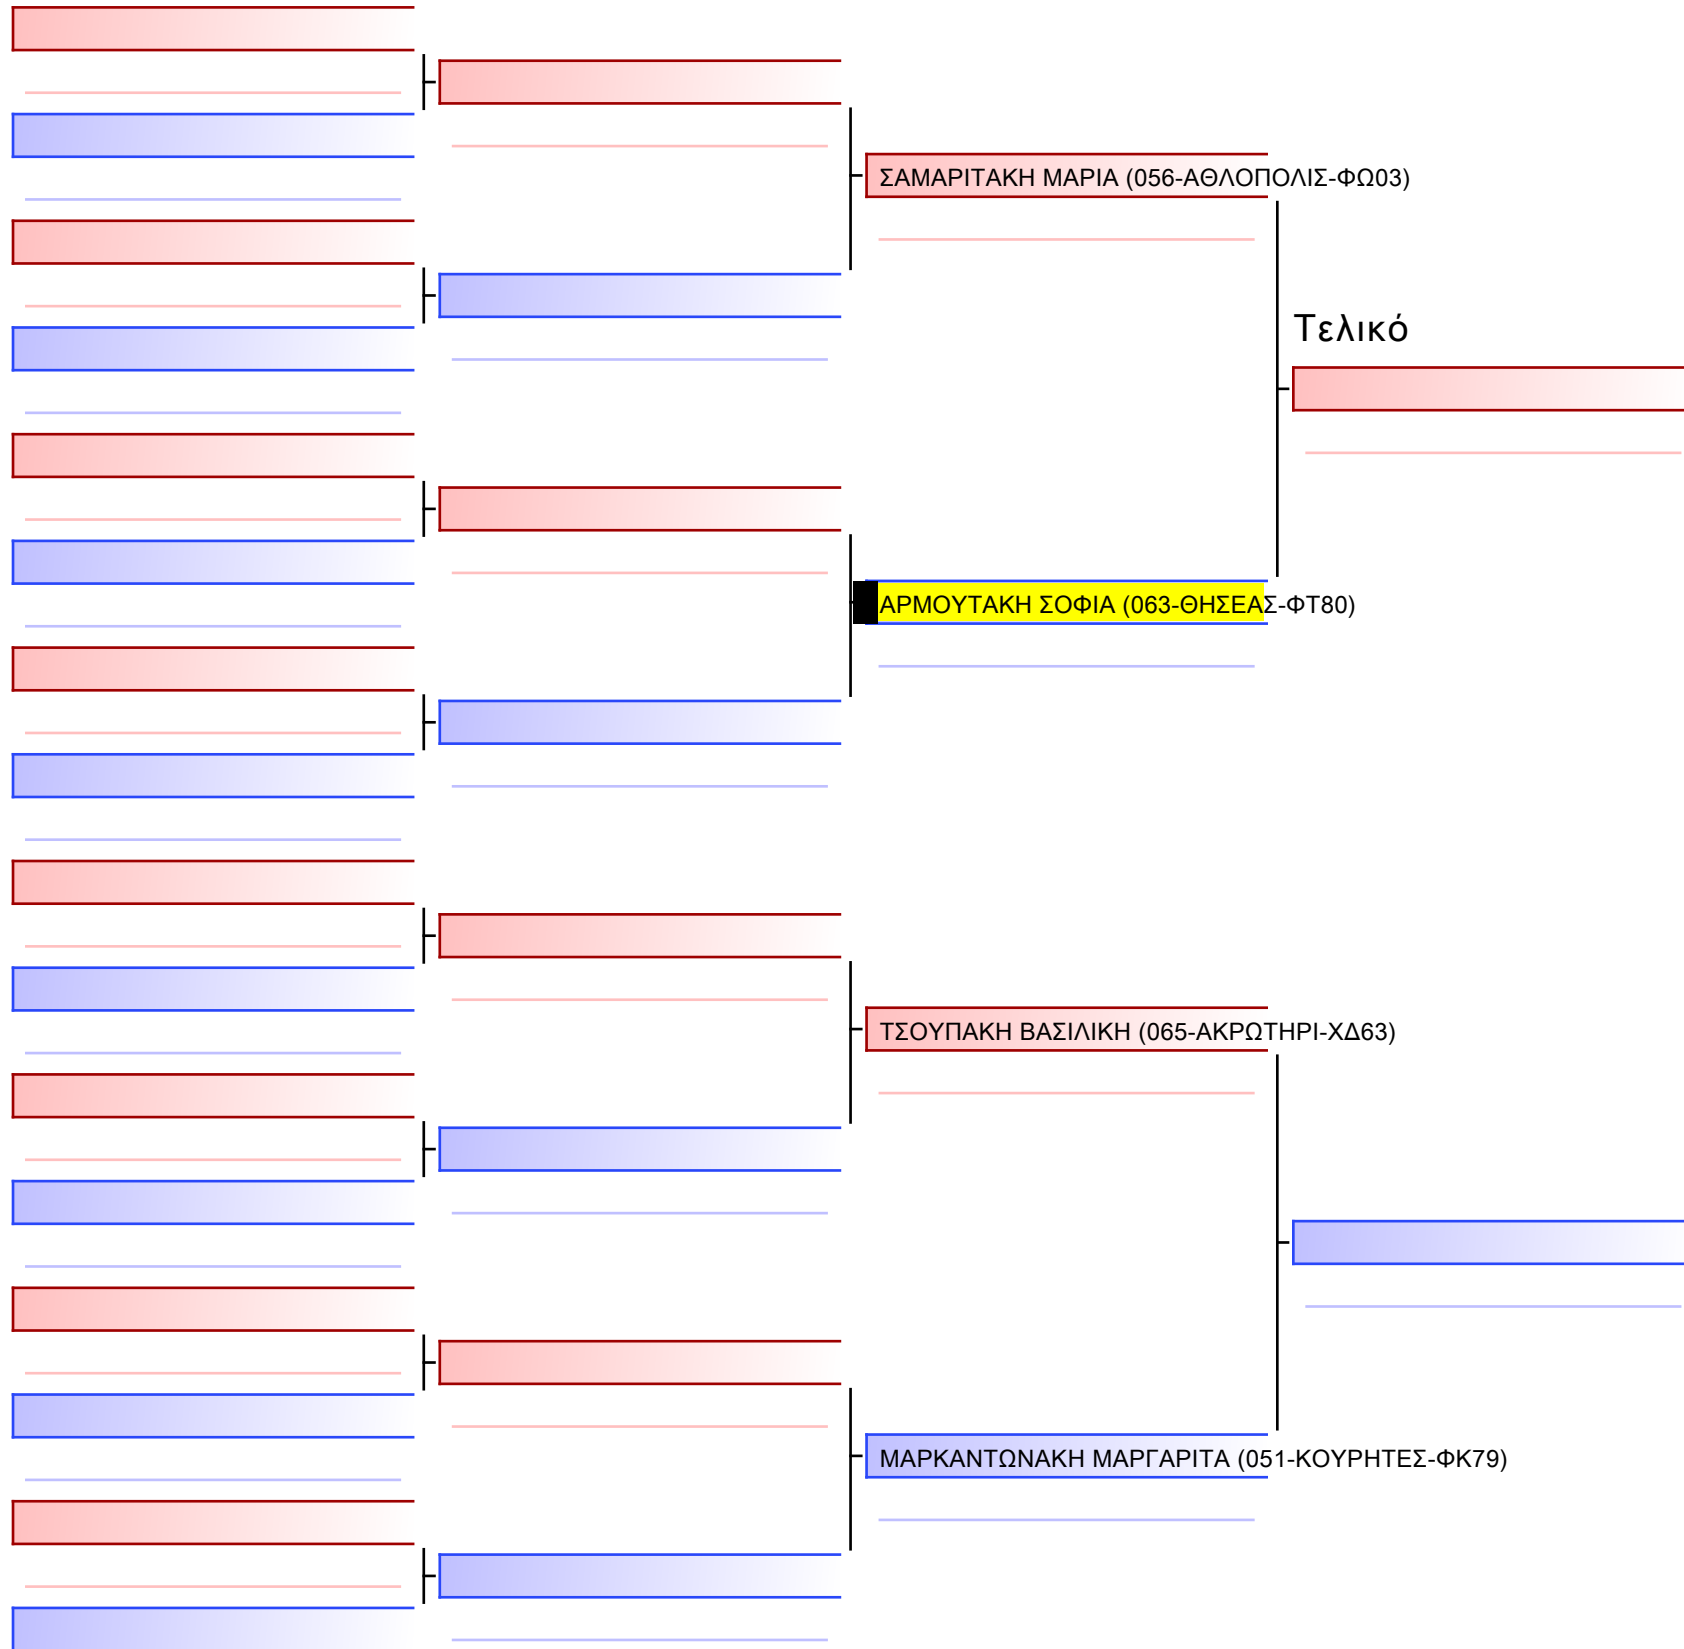 ΣΑΜΑΡΙΤΑΚΗ ΜΑΡΙΑ (056-ΑΘΛΟΠΟΛΙΣ-ΦΩ03)
Τελικό
ΑΡΜΟΥΤΑΚΗ ΣΟΦΙΑ (063-ΘΗΣΕΑΣ-ΦΤ80)
ΤΣΟΥΠΑΚΗ ΒΑΣΙΛΙΚΗ (065-ΑΚΡΩΤΗΡΙ-ΧΔ63)
ΜΑΡΚΑΝΤΩΝΑΚΗ ΜΑΡΓΑΡΙΤΑ (051-ΚΟΥΡΗΤΕΣ-ΦΚ79)